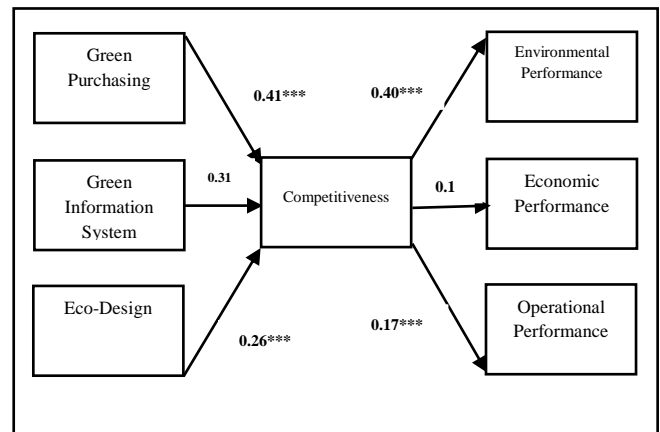 Green
Purchasing
0.41***
Green
Information
System
0.31
Eco-Design
0.26***
Competitiveness
0.40***
Environmental
Performance
0.1
Economic
Performance
0.17***
Operational
Performance